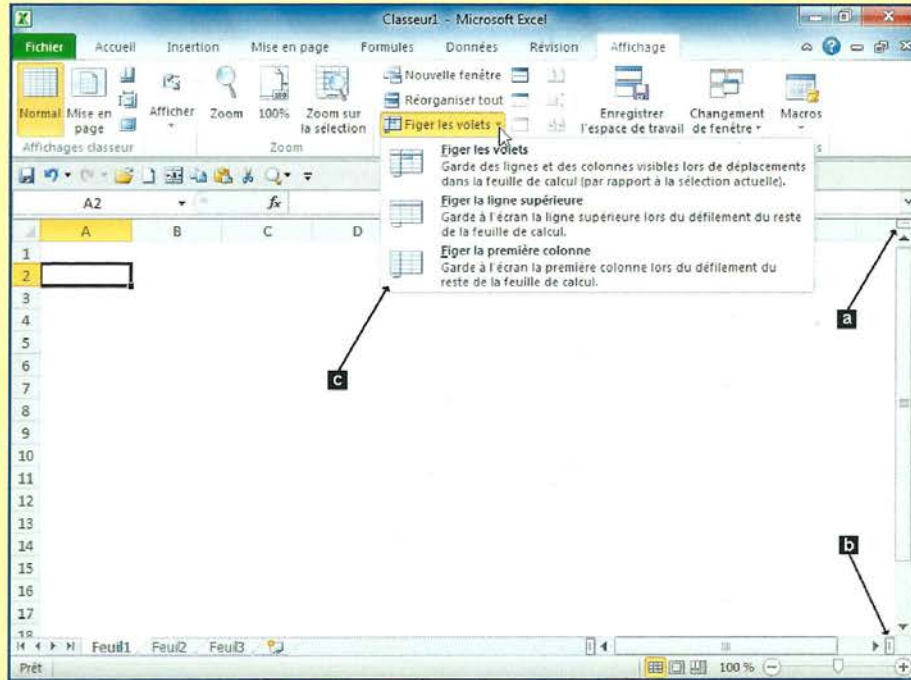 Classeur1 - Microsoft Excel
Fichier Accueil Insertion Mise en page Formules Données Révision Affichage
Normal Mise en page Afficher Zoom 100% Zoom sur la sélection
Nouvelle fenêtre
Réorganiser tout
Figer les volets
Enregistrer l'espace de travail Changement de fenêtre Macros
Affichages classeur Zoom
Figer les volets
Garde des lignes et des colonnes visibles lors de déplacements
dans la feuille de calcul (par rapport à la sélection actuelle).
Figer la ligne supérieure
Garde à l'écran la ligne supérieure lors du défilement du reste
de la feuille de calcul.
Figer la première colonne
Garde à l'écran la première colonne lors du défilement du
reste de la feuille de calcul.
A2 fx
A B C D
1
2
3
4
5
6
7
8
9
10
11
12
13
14
15
16
17
18
a
c
b
Feuil1 Feuil2 Feuil3
Prêt 100 %